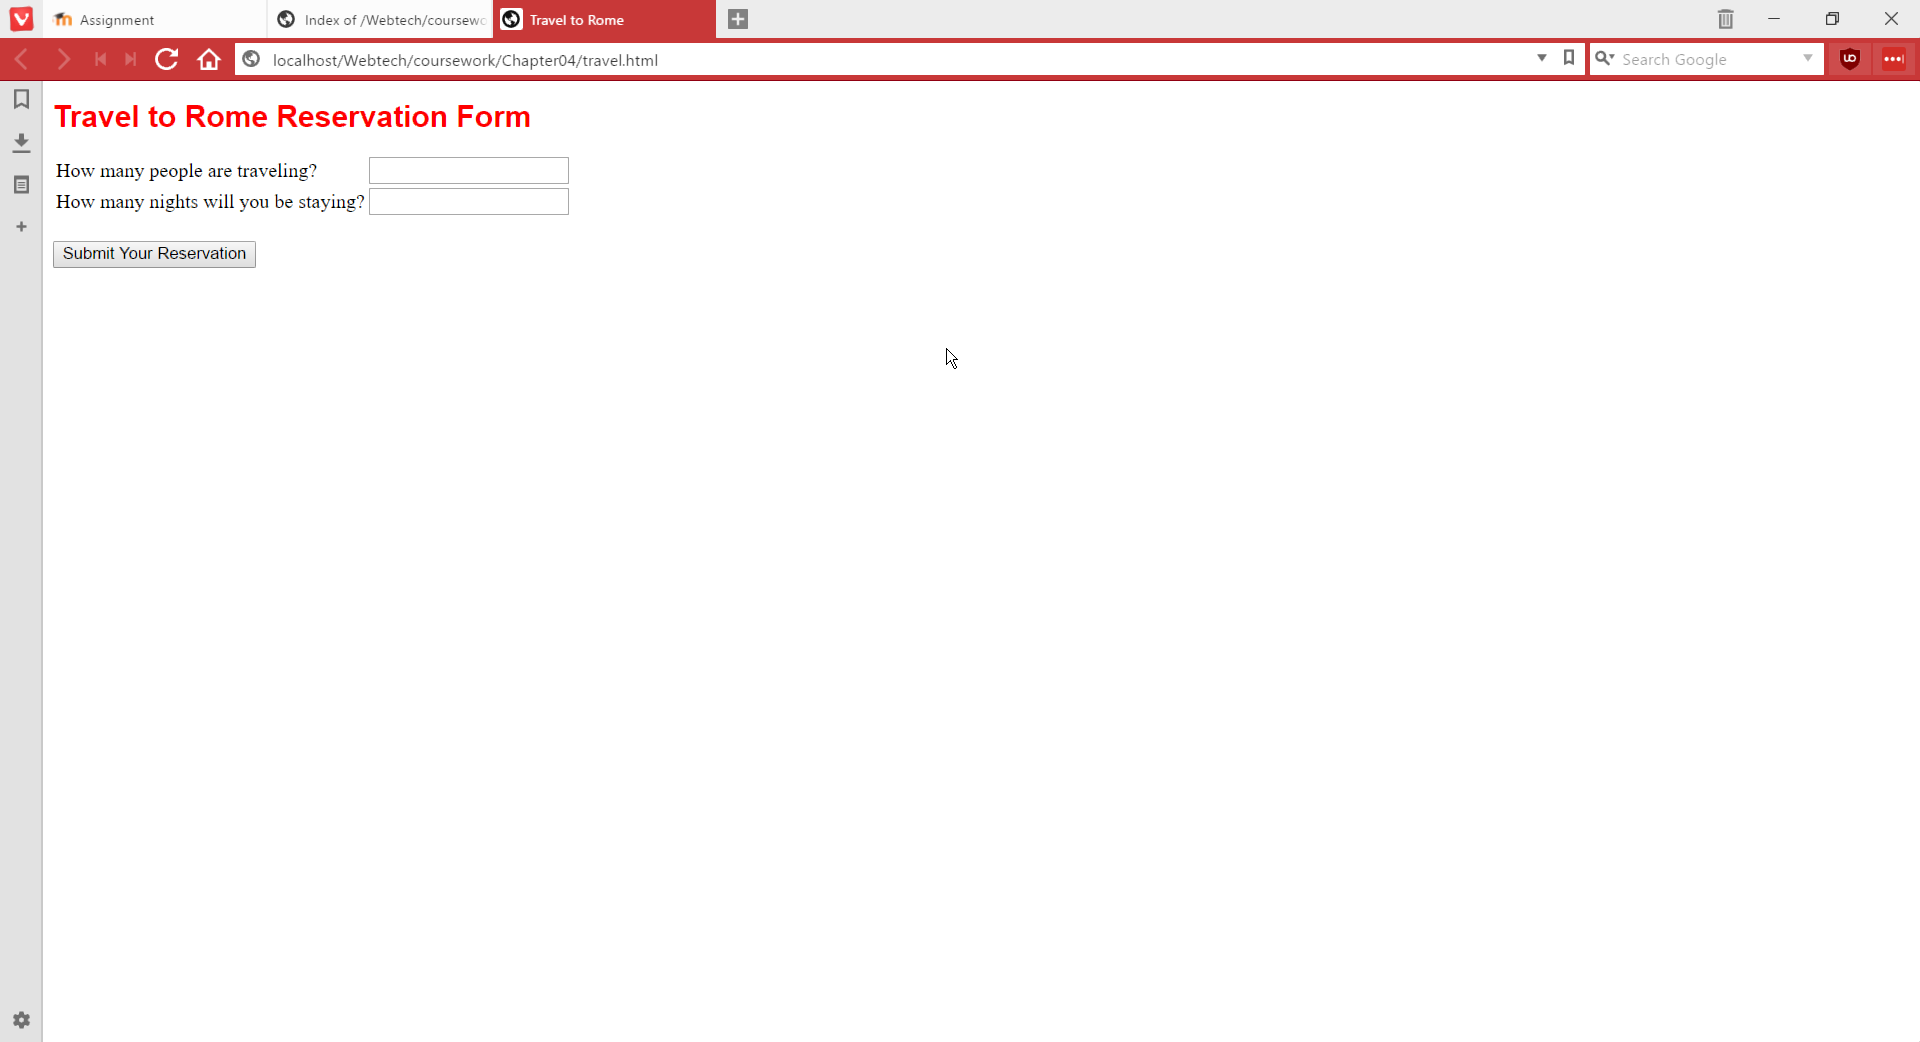 Assignment
Index of /Webtech/coursewo
Travel to Rome
localhost/Webtech/coursework/Chapter04/travel.html
Search Google
Travel to Rome Reservation Form
How many people are traveling?
How many nights will you be staying?
Submit Your Reservation